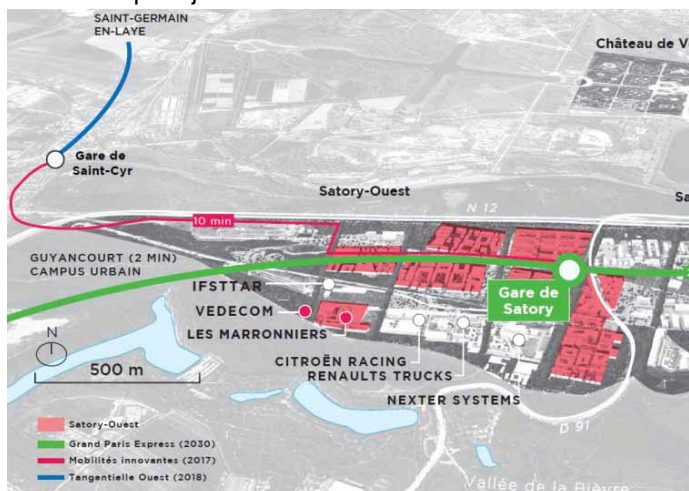 SAINT-GERMAIN
EN-LAYE
Château de V
Gare de
Saint-Cyr
Satory-Ouest
Sa
N 12
10 min
GUYANCOURT (2 MIN)
CAMPUS URBAIN
IFSTTAR
Gare de
Satory
VEDECOM
LES MARRONNIERS
N
CITROËN RACING
RENAULTS TRUCKS
500 m
NEXTER SYSTEMS
D 91
Satory-Ouest
Grand Paris Express (2030)
Mobilités innovantes (2017)
Tangentielle Ouest (2018)
Vallée de la Bièvre